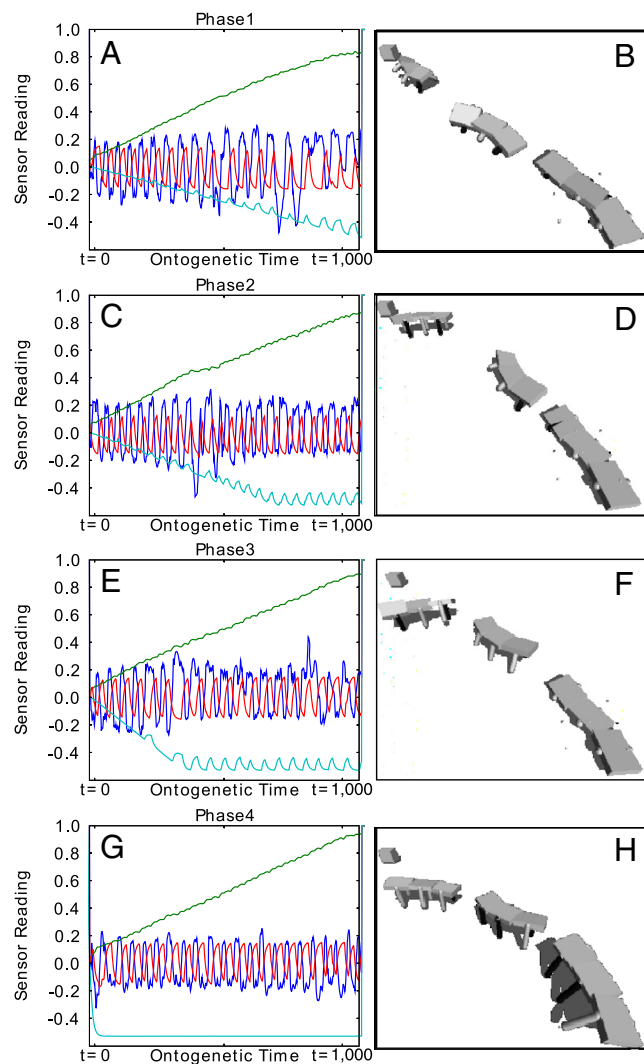 Phase1
A
B
Sensor Reading
1.0
0.8
0.6
0.4
0.2
0.0
-0.2
-0.4
t= 0 Ontogenetic Time t= 1,000
Phase2
C
D
Sensor Reading
1.0
0.8
0.6
0.4
0.2
0.0
-0.2
-0.4
t= 0 Ontogenetic Time t= 1,000
Phase3
E
F
Sensor Reading
1.0
0.8
0.6
0.4
0.2
0.0
-0.2
-0.4
t= 0 Ontogenetic Time t= 1,000
Phase4
G
H
Sensor Reading
1.0
0.8
0.6
0.4
0.2
0.0
-0.2
-0.4
t= 0 Ontogenetic Time t= 1,000